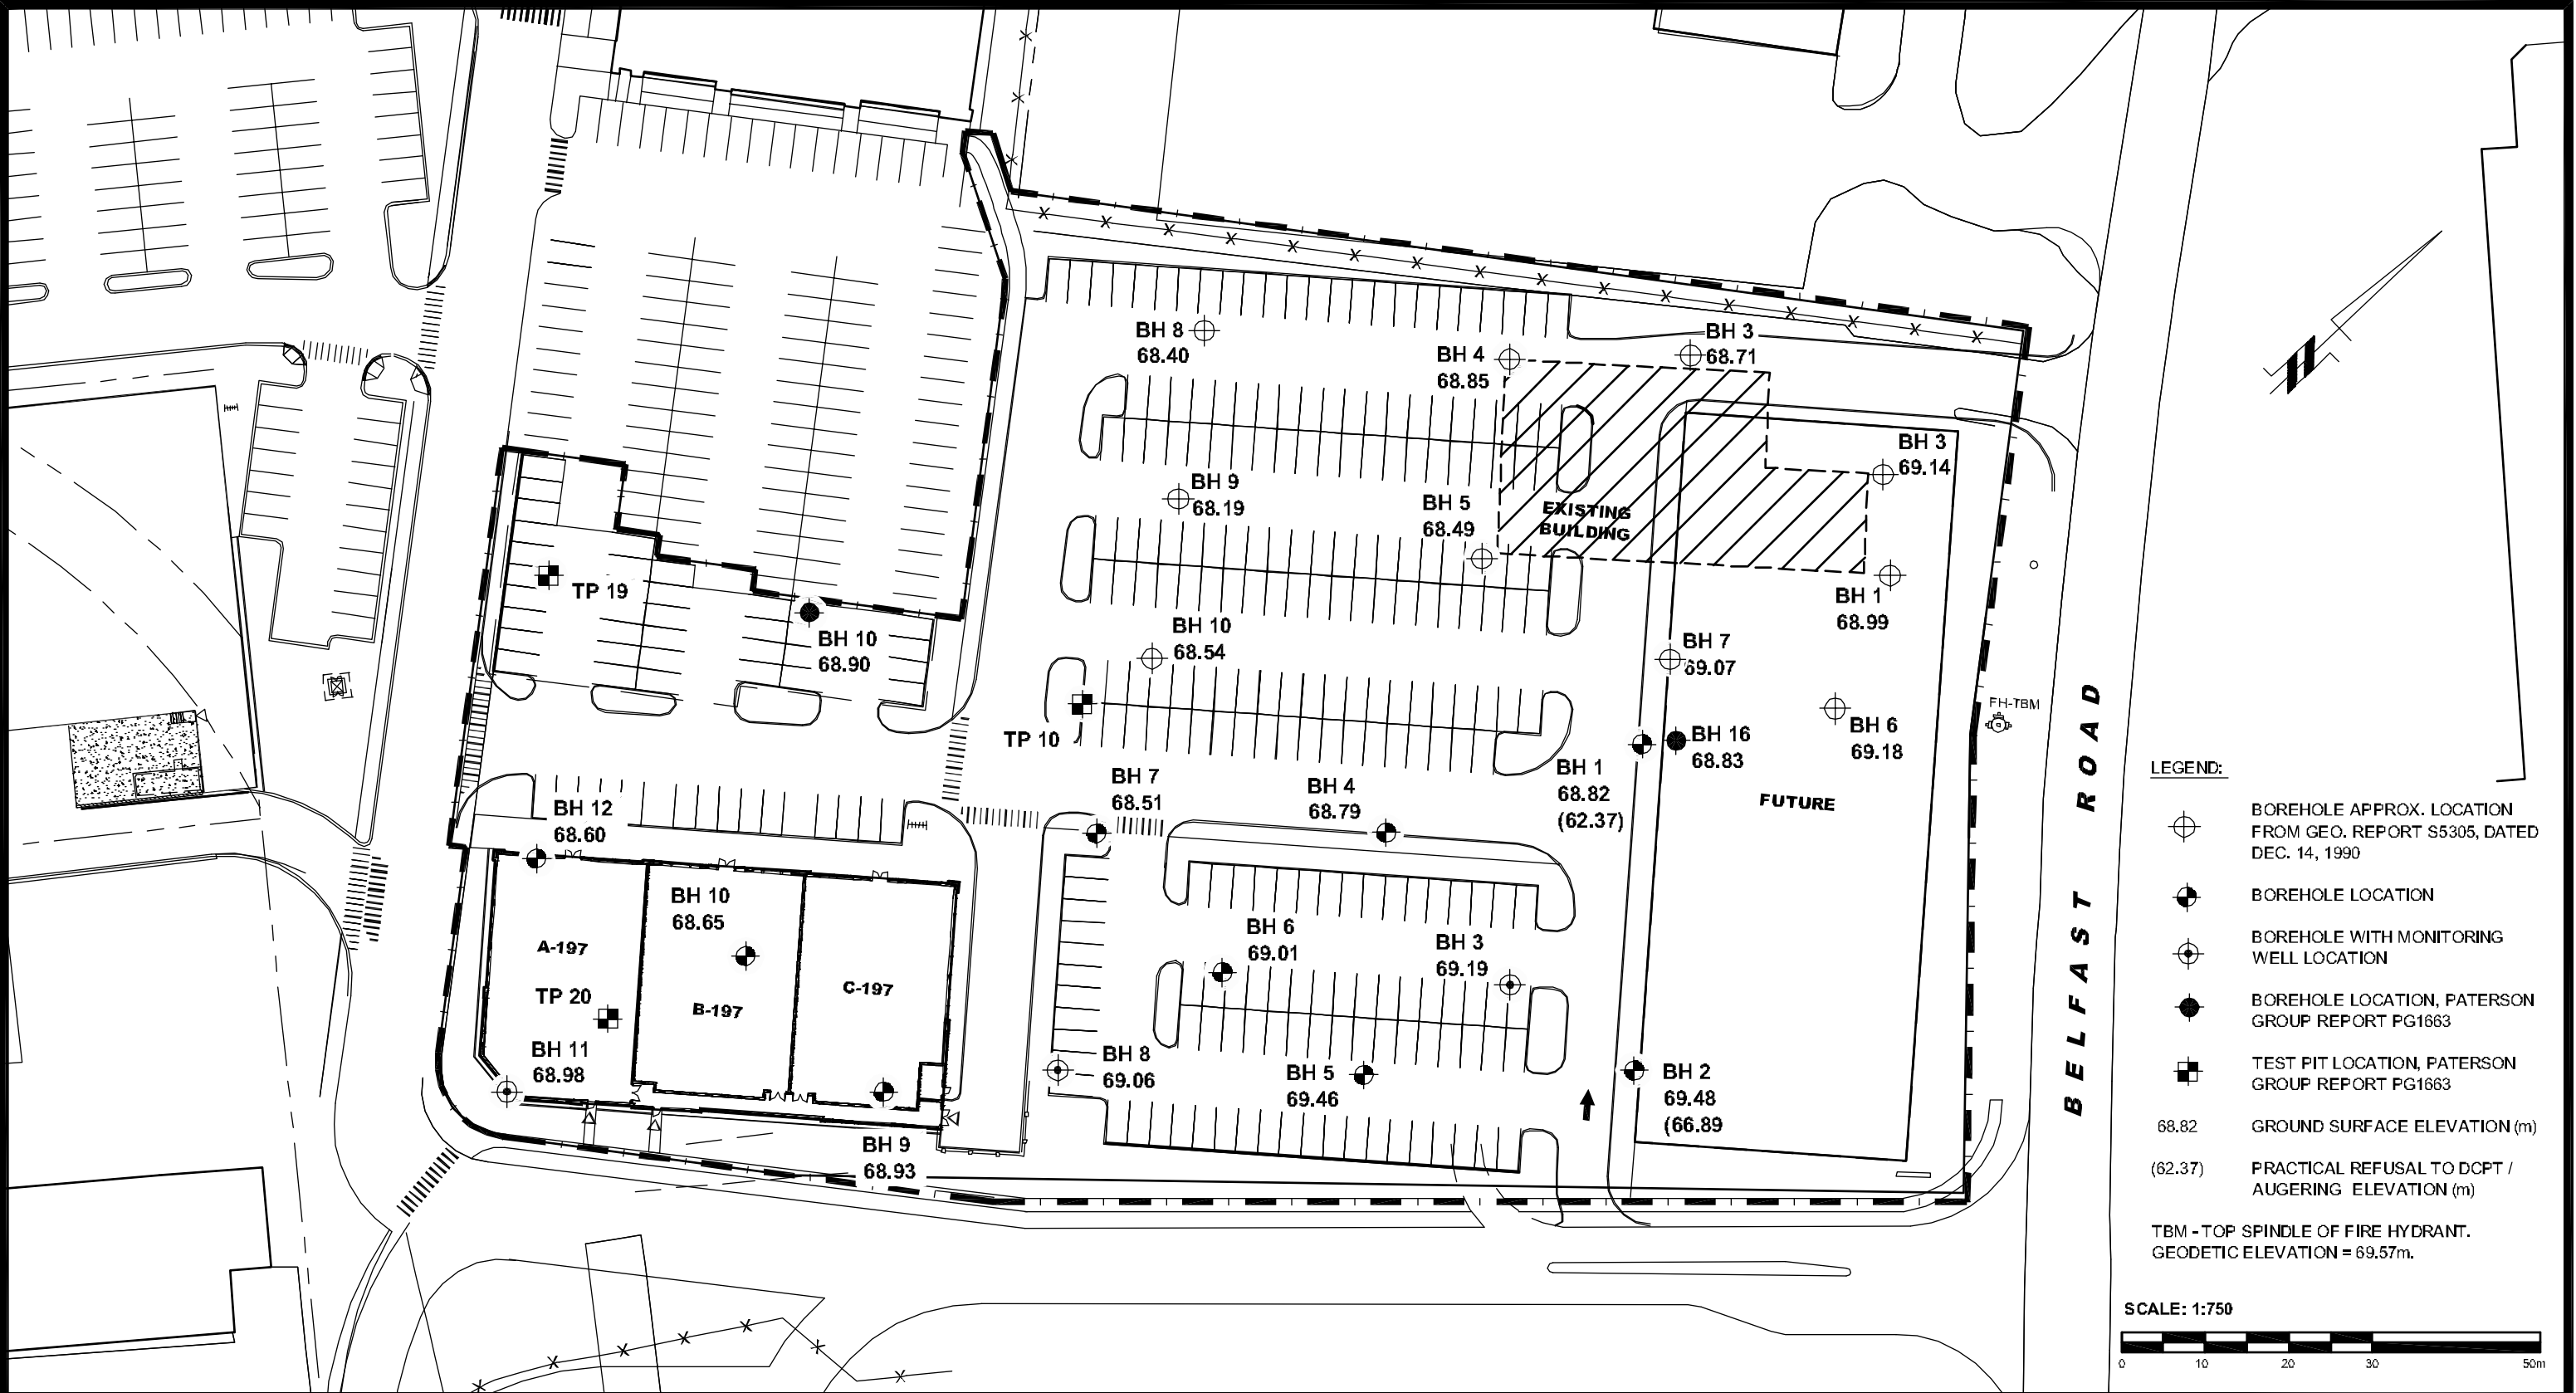 BH 8
68.40
BH 4
68.85
BH 3
68.71
BH 3
69.14
BH 9
68.19
BH 5
68.49
EXISTING
BUILDING
TP 19
BH 1
68.99
BH 10
68.90
BH 10
68.54
BH 7
69.07
TP 10
BH 16
68.83
BH 6
69.18
FH-TBM
BELFAST ROAD
BH 12
68.60
BH 7
68.51
BH 4
68.79
BH 1
68.82
(62.37)
FUTURE
BH 10
68.65
A-197
B-197
C-197
TP 20
BH 6
69.01
BH 3
69.19
BH 11
68.98
BH 8
69.06
BH 5
69.46
BH 2
69.48
(66.89
BH 9
68.93
LEGEND:
BOREHOLE APPROX. LOCATION
FROM GEO. REPORT S5305, DATED
DEC. 14, 1990
BOREHOLE LOCATION
BOREHOLE WITH MONITORING
WELL LOCATION
BOREHOLE LOCATION, PATERSON
GROUP REPORT PG1663
TEST PIT LOCATION, PATERSON
GROUP REPORT PG1663
68.82 GROUND SURFACE ELEVATION (m)
(62.37) PRACTICAL REFUSAL TO DCPT /
AUGERING ELEVATION (m)
TBM - TOP SPINDLE OF FIRE HYDRANT.
GEODETIC ELEVATION = 69.57m.
SCALE: 1:750
0 10 20 30 50m